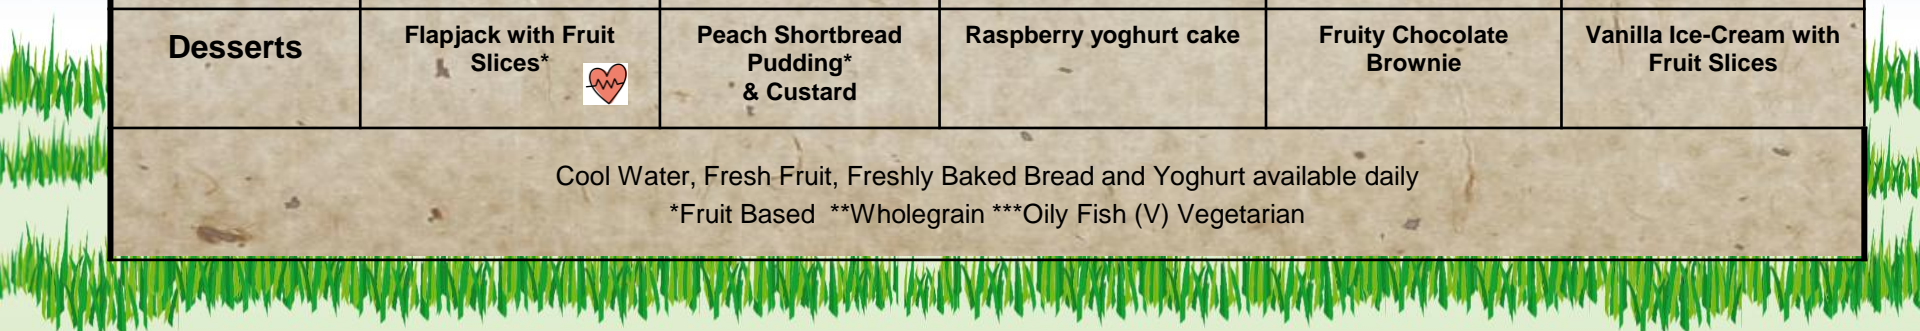 Desserts
Flapjack with Fruit
Slices*
Peach Shortbread
Pudding*
& Custard
Raspberry yoghurt cake
Fruity Chocolate
Brownie
Vanilla Ice-Cream with
Fruit Slices
Cool Water, Fresh Fruit, Freshly Baked Bread and Yoghurt available daily
*Fruit Based  **Wholegrain ***Oily Fish (V) Vegetarian